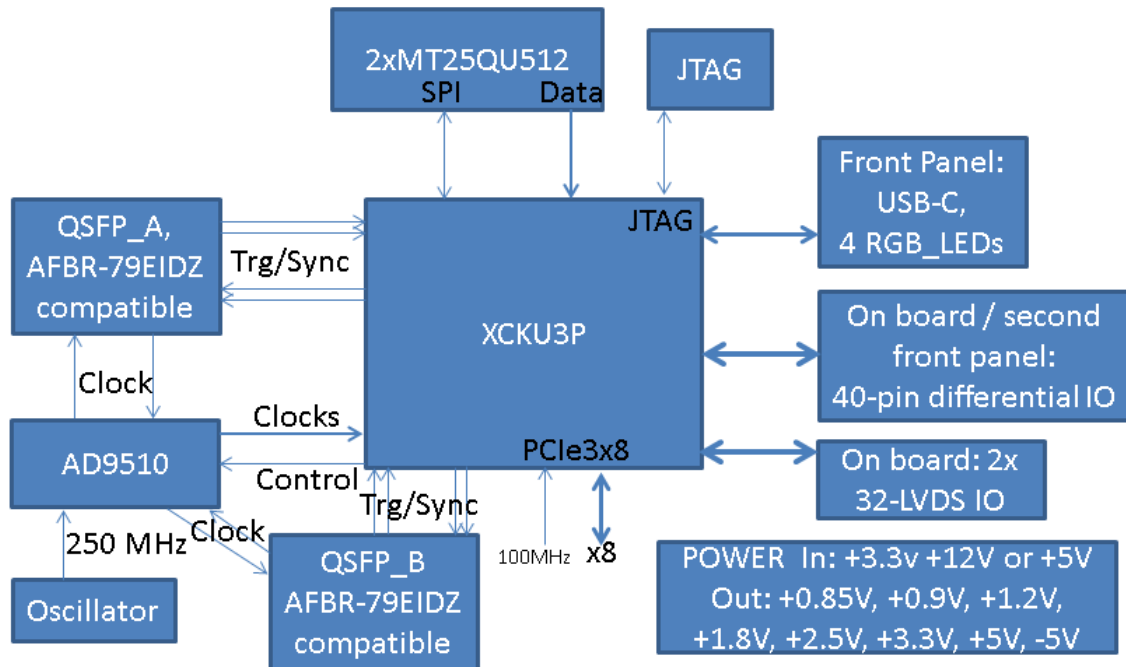 2xMT25QU512
SPI
Data
JTAG
Front Panel:
USB-C,
4 RGB_LEDs
JTAG
QSFP_A,
AFBR-79EIDZ
compatible
Trg/Sync
XCKU3P
On board / second
front panel:
40-pin differential IO
Clock
Clocks
AD9510
Control
PCIe3x8
Trg/Sync
On board: 2x
32-LVDS IO
250 MHz
Clock
100MHz
x8
QSFP_B
AFBR-79EIDZ
compatible
Oscillator
POWER In: +3.3v +12V or +5V
Out: +0.85V, +0.9V, +1.2V,
+1.8V, +2.5V, +3.3V, +5V, -5V